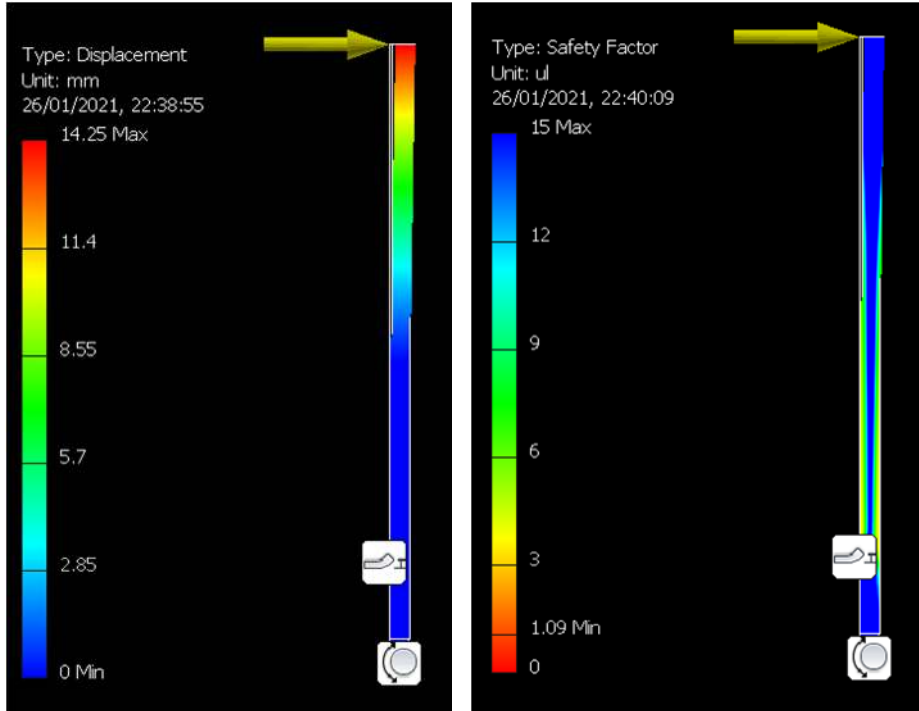 Type: Displacement
Unit: mm
26/01/2021, 22:38:55
14.25 Max
11.4
8.55
5.7
2.85
0 Min
Type: Safety Factor
Unit: ul
26/01/2021, 22:40:09
15 Max
12
9
6
3
1.09 Min
0